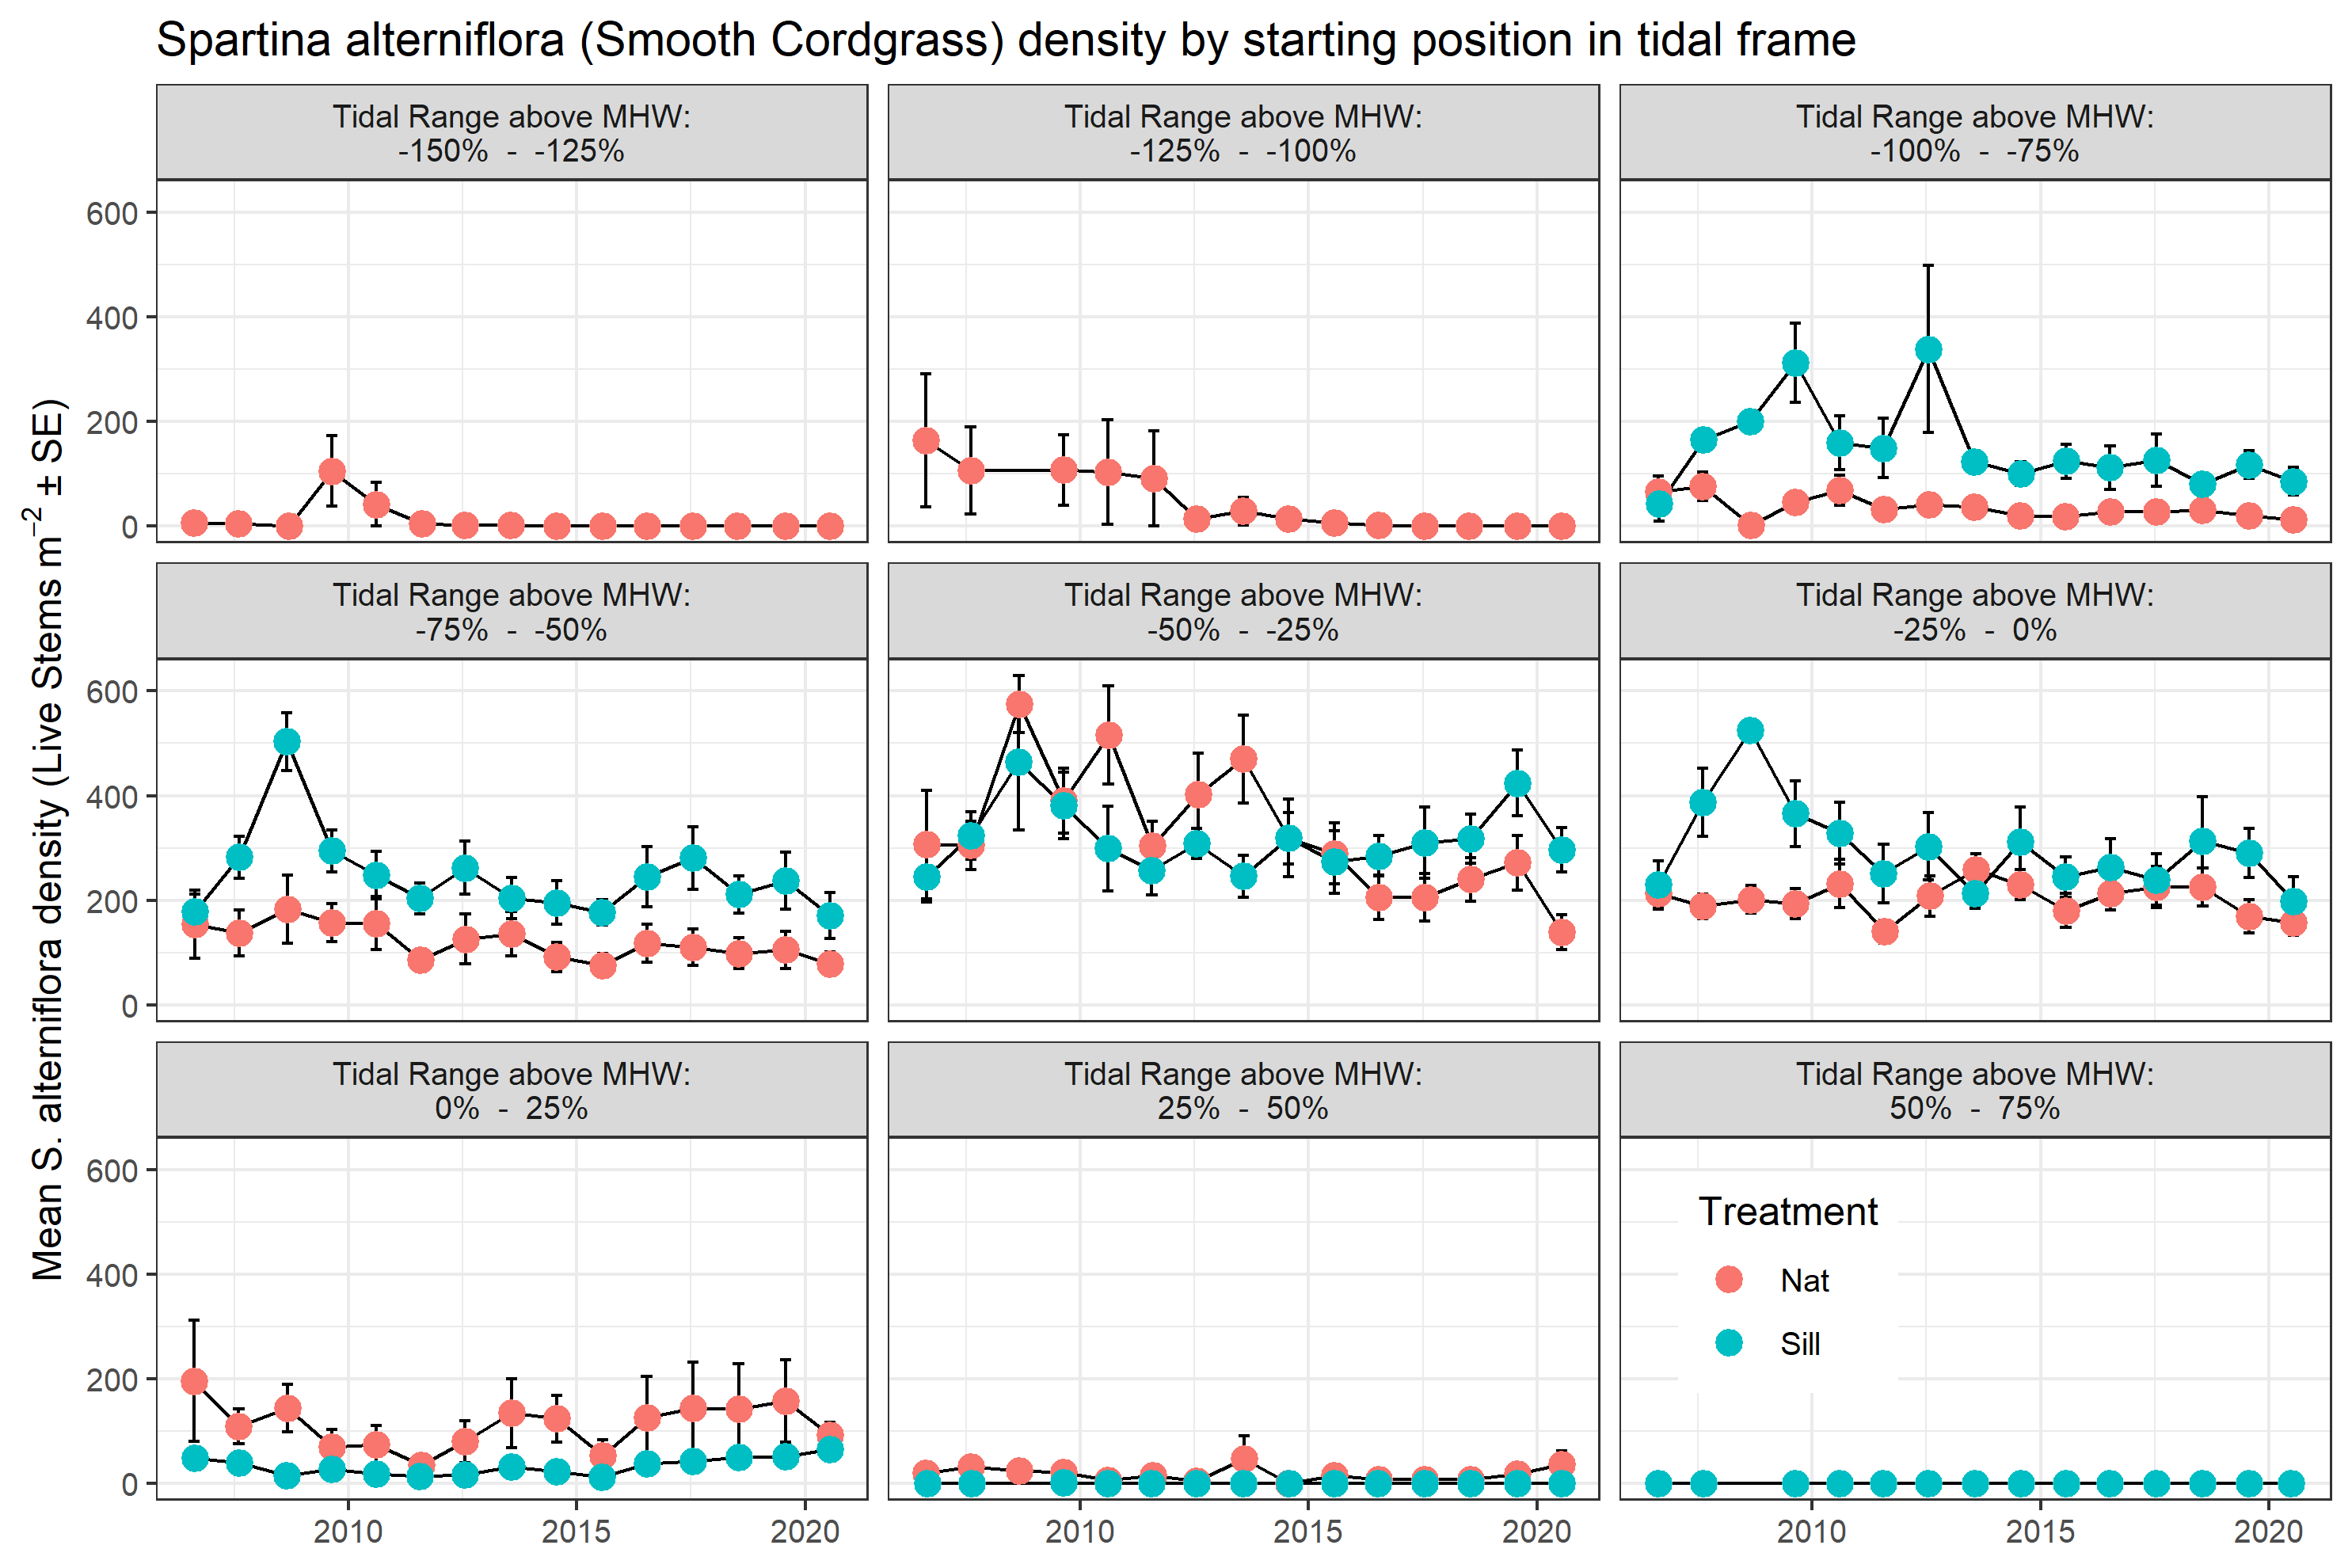 Spartina alterniflora (Smooth Cordgrass) density by starting position in tidal frame
Mean S. alterniflora density (Live Stems m⁻² ± SE)
Tidal Range above MHW:
-150% - -125%
Tidal Range above MHW:
-125% - -100%
Tidal Range above MHW:
-100% - -75%
600
400
200
0
Tidal Range above MHW:
-75% - -50%
Tidal Range above MHW:
-50% - -25%
Tidal Range above MHW:
-25% - 0%
600
400
200
0
Tidal Range above MHW:
0% - 25%
Tidal Range above MHW:
25% - 50%
Tidal Range above MHW:
50% - 75%
600
400
200
0
Treatment
Nat
Sill
2010 2015 2020
2010 2015 2020
2010 2015 2020